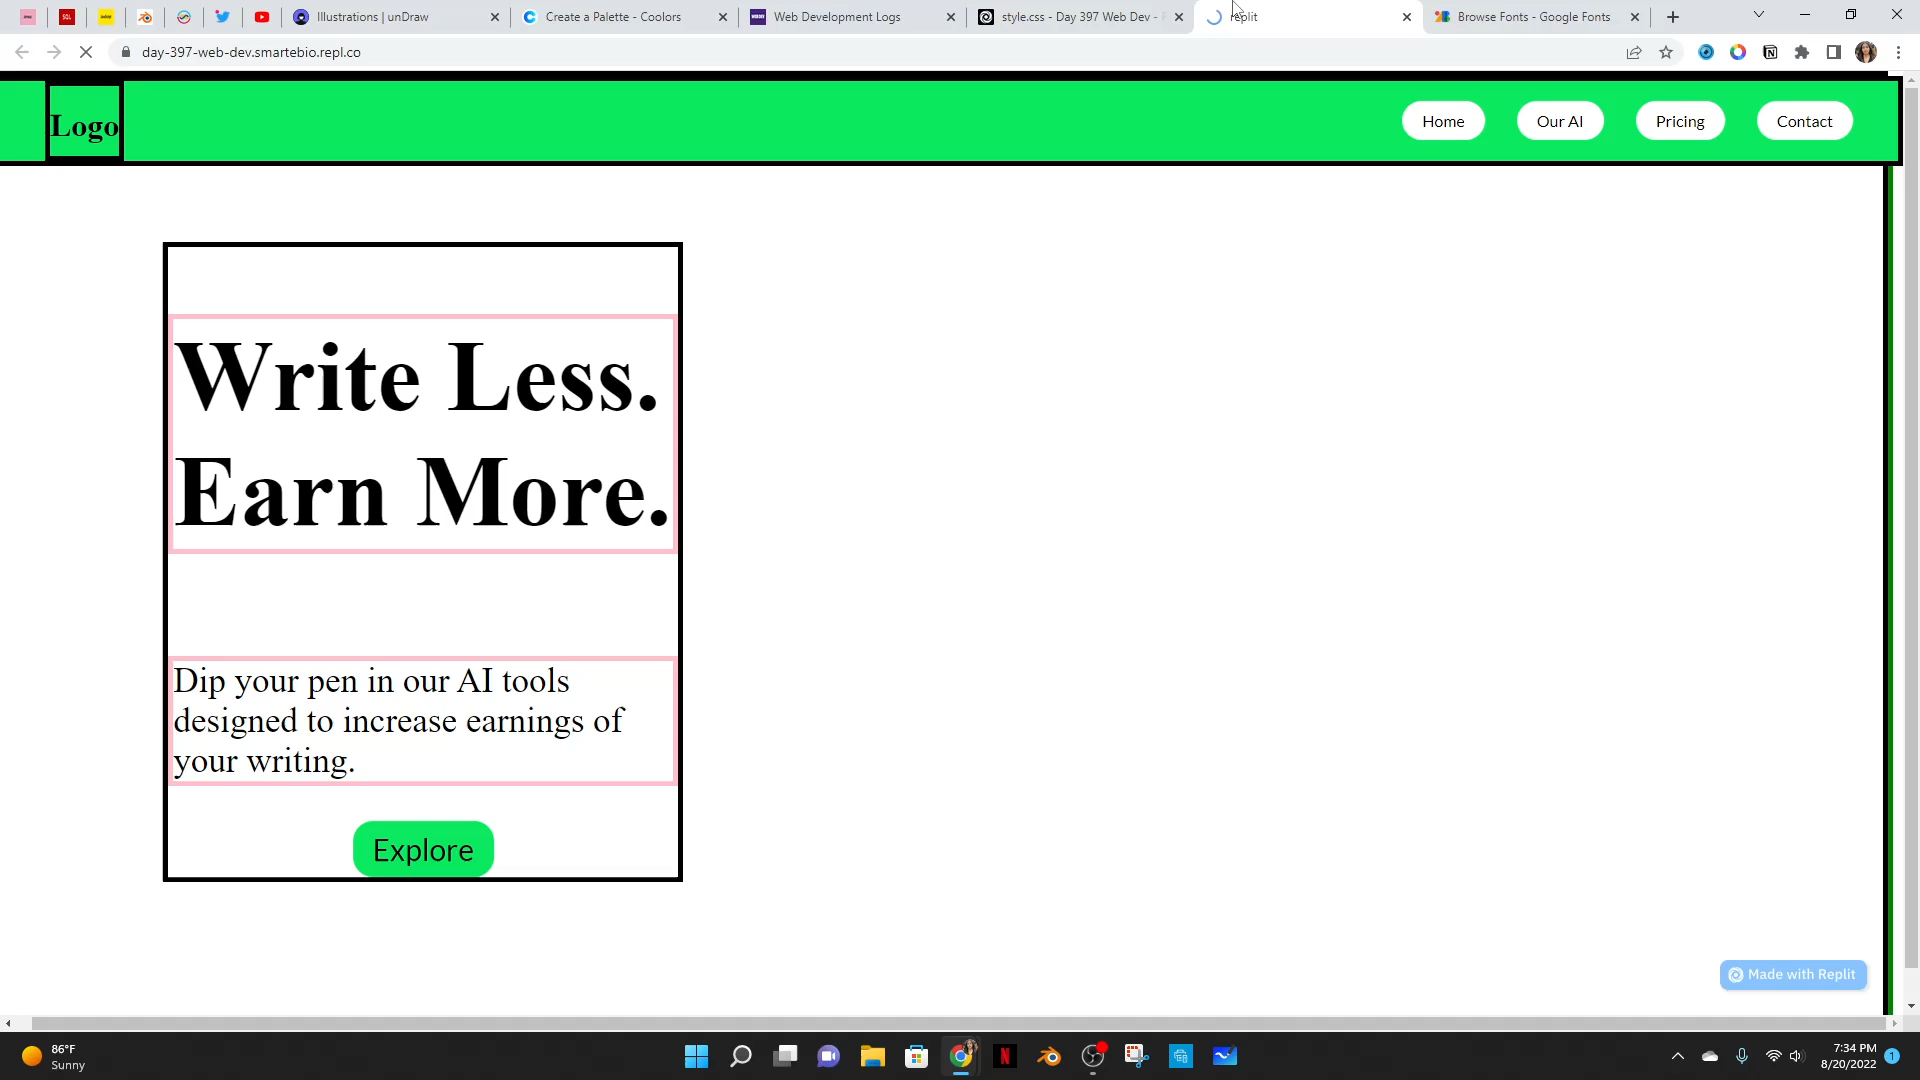 Illustrations | unDraw
Create a Palette - Coolors
Web Development Logs
style.css - Day 397 Web Dev -
replit
Browse Fonts - Google Fonts
day-397-web-dev.smartebio.repl.co
Logo
Home
Our AI
Pricing
Contact
Write Less.
Earn More.
Dip your pen in our AI tools
designed to increase earnings of
your writing.
Explore
Made with Replit
86°F
Sunny
7:34 PM
8/20/2022
1